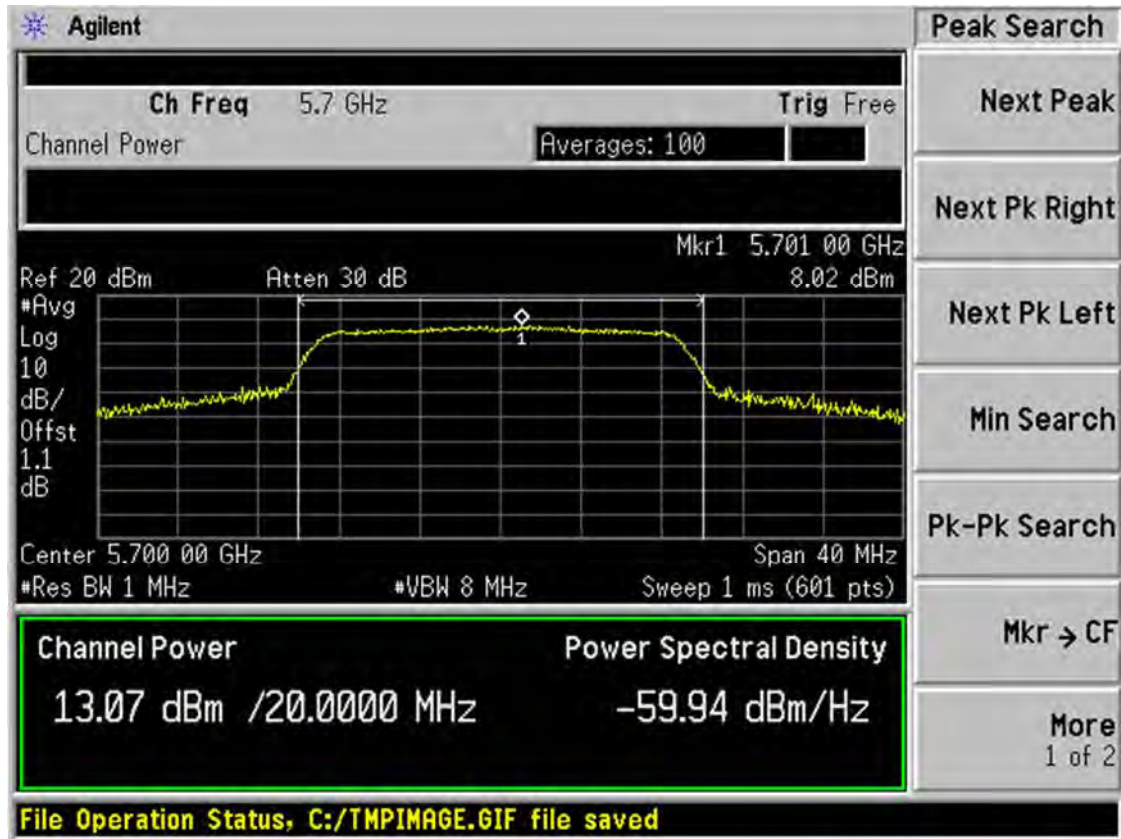 Agilent
Peak Search
Ch Freq 5.7 GHz Trig Free
Channel Power Averages: 100
Mkr1 5.701 00 GHz
Ref 20 dBm Atten 30 dB 8.02 dBm
#Avg
Log
10
dB/
Offst
1.1
dB
1
Center 5.700 00 GHz Span 40 MHz
#Res BW 1 MHz #VBW 8 MHz Sweep 1 ms (601 pts)
Channel Power Power Spectral Density
13.07 dBm /20.0000 MHz -59.94 dBm/Hz
File Operation Status, C:/TMPIMAGE.GIF file saved
Next Peak
Next Pk Right
Next Pk Left
Min Search
Pk-Pk Search
Mkr → CF
More
1 of 2